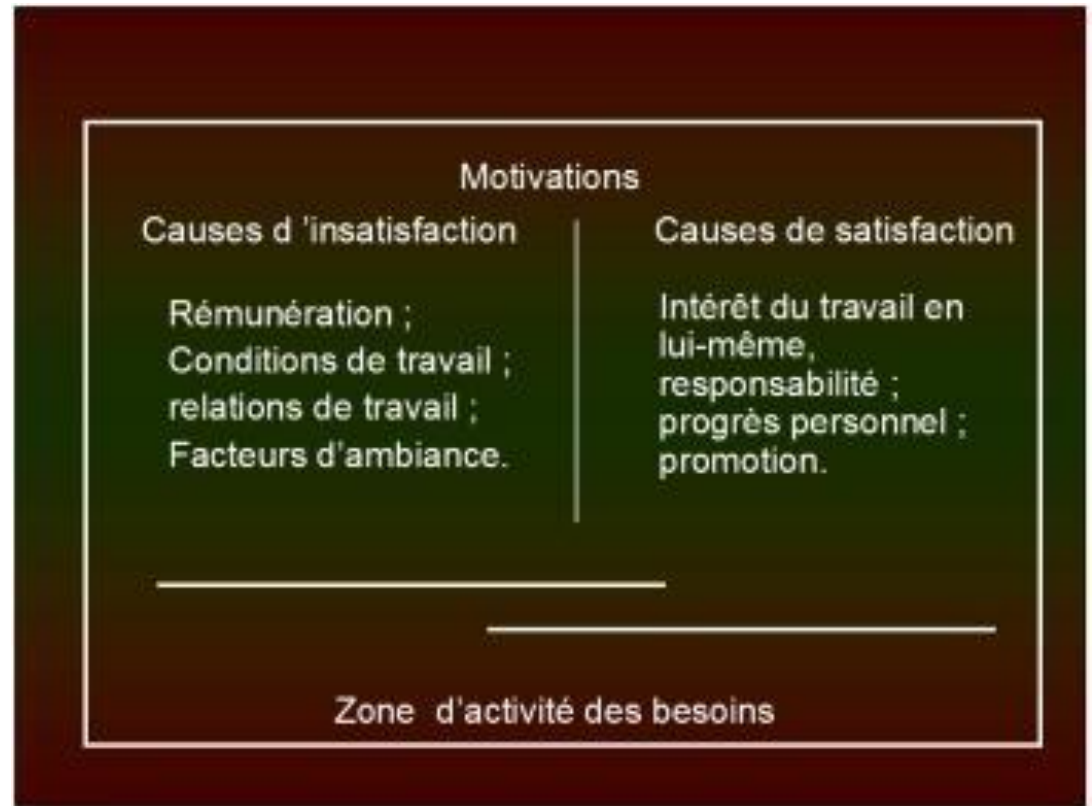 Motivations
Causes d 'insatisfaction
Causes de satisfaction
Rémunération ;
Conditions de travail ;
relations de travail ;
Facteurs d'ambiance.
Intérêt du travail en
lui-même,
responsabilité ;
progrès personnel ;
promotion.
Zone d'activité des besoins